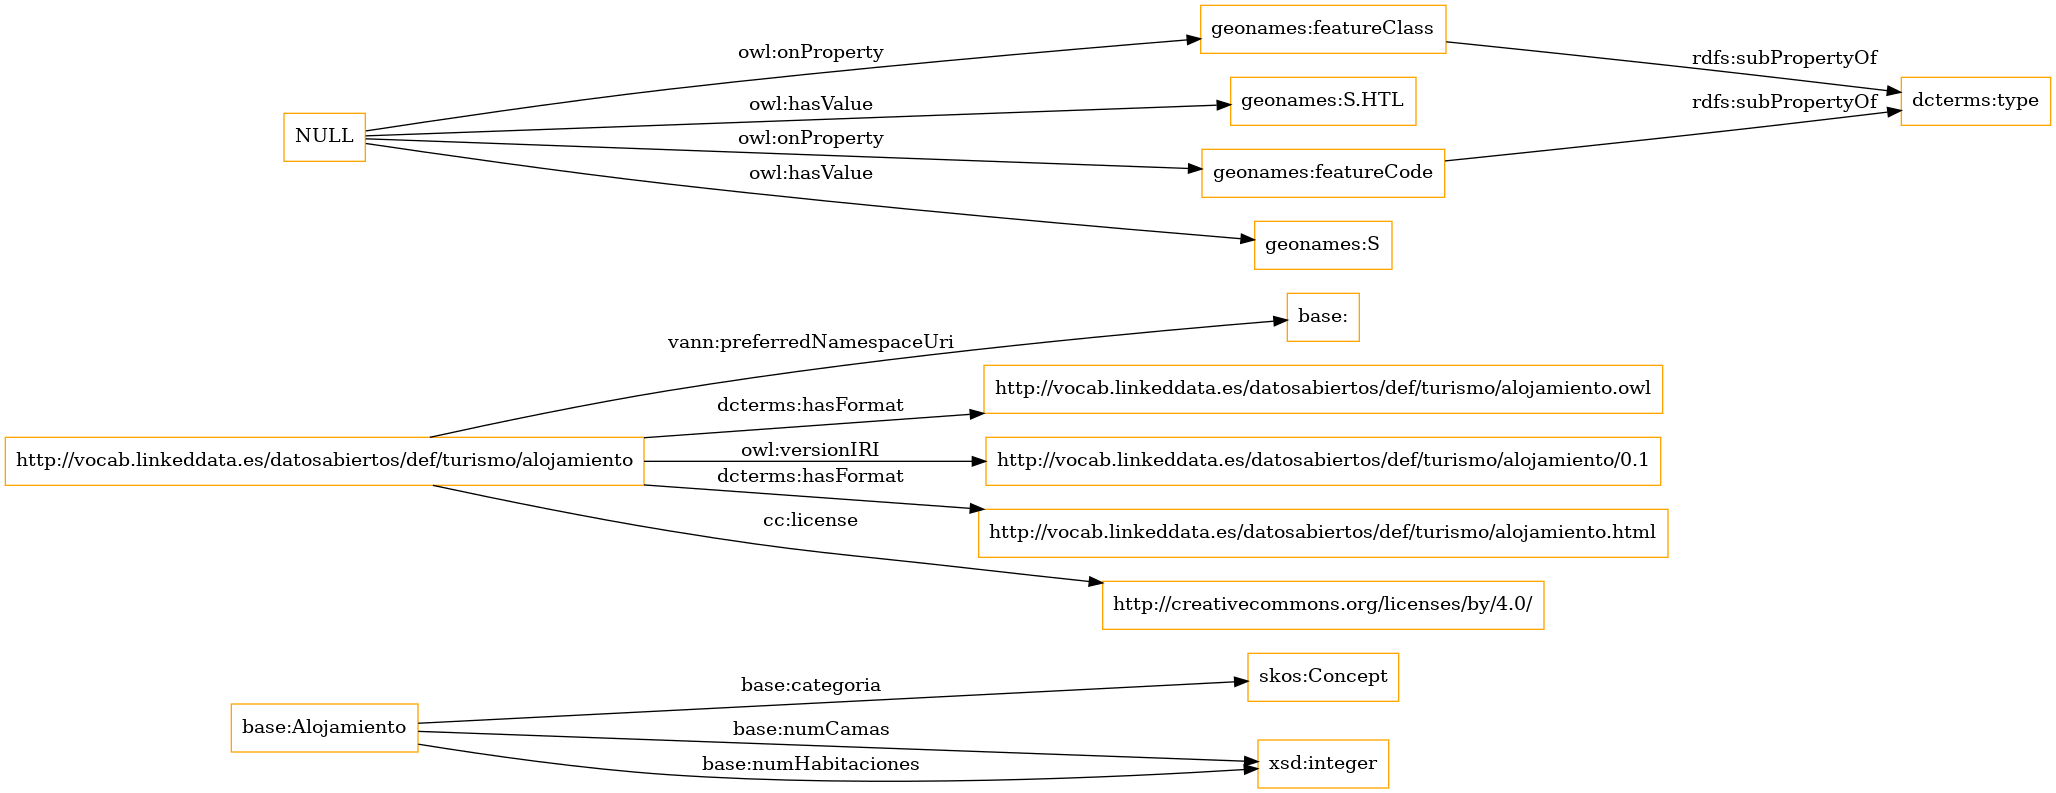 geonames:featureClass
owl:onProperty
rdfs:subPropertyOf
geonames:S.HTL
dcterms:type
owl:hasValue
rdfs:subPropertyOf
NULL
owl:onProperty
geonames:featureCode
owl:hasValue
geonames:S
base:
vann:preferredNamespaceUri
http://vocab.linkeddata.es/datosabiertos/def/turismo/alojamiento.owl
dcterms:hasFormat
owl:versionIRI
http://vocab.linkeddata.es/datosabiertos/def/turismo/alojamiento
http://vocab.linkeddata.es/datosabiertos/def/turismo/alojamiento/0.1
dcterms:hasFormat
cc:license
http://vocab.linkeddata.es/datosabiertos/def/turismo/alojamiento.html
http://creativecommons.org/licenses/by/4.0/
skos:Concept
base:categoria
base:Alojamiento
base:numCamas
base:numHabitaciones
xsd:integer